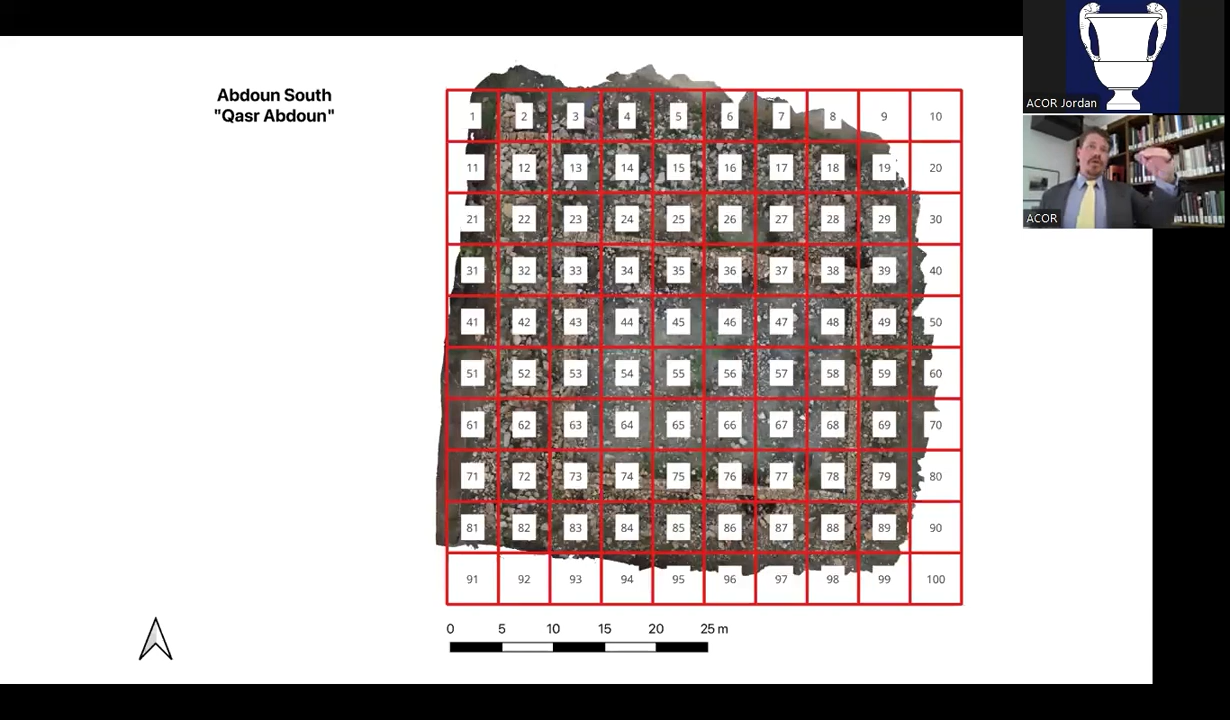 Abdoun South
"Qasr Abdoun"
1 2 3 4 5 6 7 8 9 10
11 12 13 14 15 16 17 18 19 20
21 22 23 24 25 26 27 28 29 30
31 32 33 34 35 36 37 38 39 40
41 42 43 44 45 46 47 48 49 50
51 52 53 54 55 56 57 58 59 60
61 62 63 64 65 66 67 68 69 70
71 72 73 74 75 76 77 78 79 80
81 82 83 84 85 86 87 88 89 90
91 92 93 94 95 96 97 98 99 100
0 5 10 15 20 25 m
ACOR Jordan
ACOR